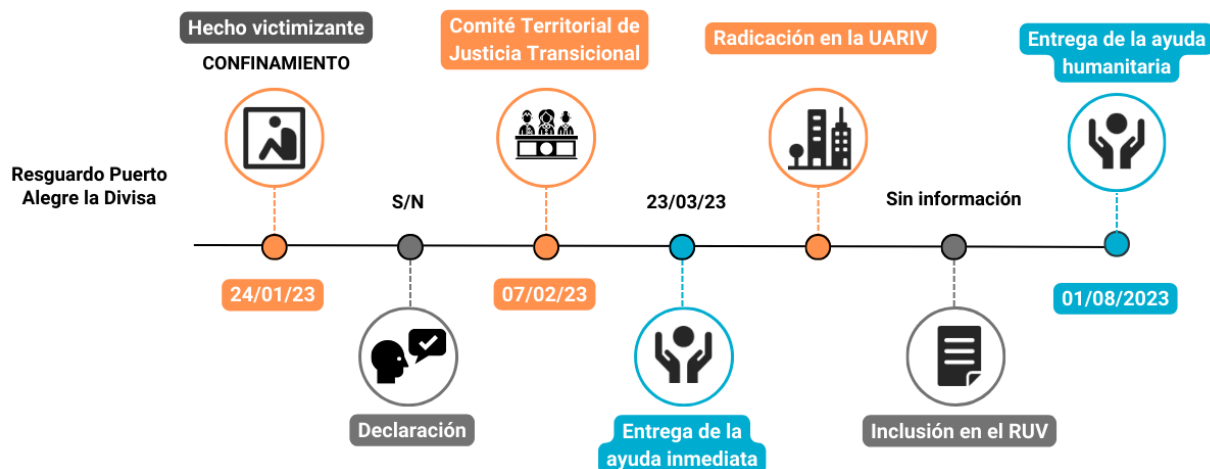 Hecho victimizante
CONFINAMIENTO
Comité Territorial de
Justicia Transicional
Radicación en la UARIV
Entrega de la ayuda
humanitaria
Resguardo Puerto
Alegre la Divisa
S/N
23/03/23
Sin información
24/01/23
07/02/23
01/08/2023
Declaración
Entrega de la
ayuda inmediata
Inclusión en el RUV